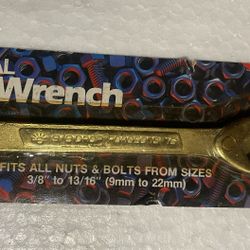 AL
Wrench
FITS ALL NUTS & BOLTS FROM SIZES
3/8" to 13/16" (9mm to 22mm)